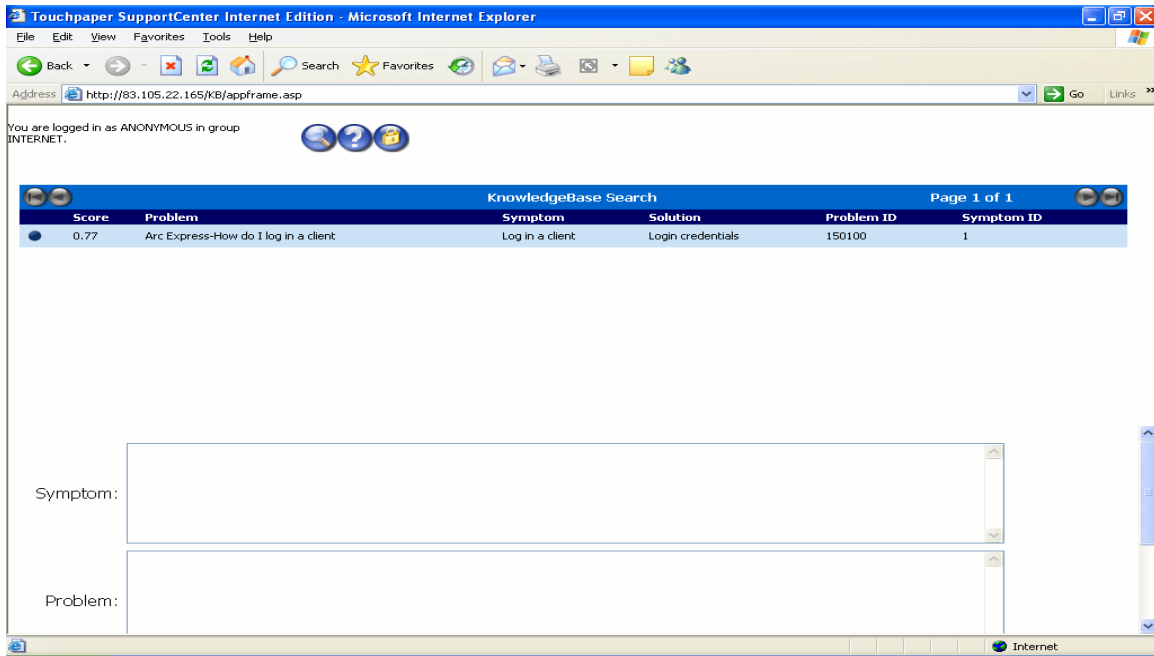 Touchpaper SupportCenter Internet Edition - Microsoft Internet Explorer
File Edit View Favorites Tools Help
Back Search Favorites
Address http://83.105.22.165/KB/appframe.asp Go Links »
You are logged in as ANONYMOUS in group
INTERNET.
KnowledgeBase Search Page 1 of 1
Score Problem Symptom Solution Problem ID Symptom ID
0.77 Arc Express-How do I log in a client Log in a client Login credentials 150100 1
Symptom:
Problem:
Internet